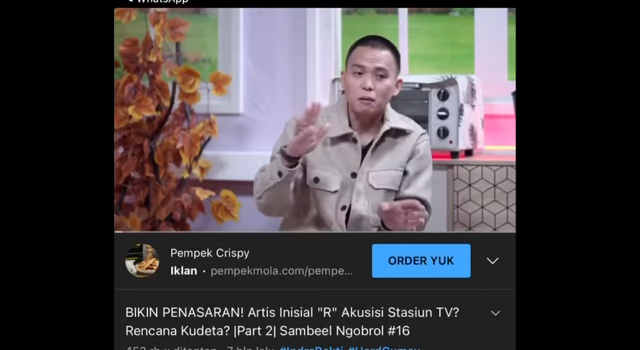 WhatsApp
Pempek Crispy
Iklan · pempekmola.com/pempe...
ORDER YUK
BIKIN PENASARAN! Artis Inisial "R" Akusisi Stasiun TV?
Rencana Kudeta? |Part 2| Sambeel Ngobrol #16